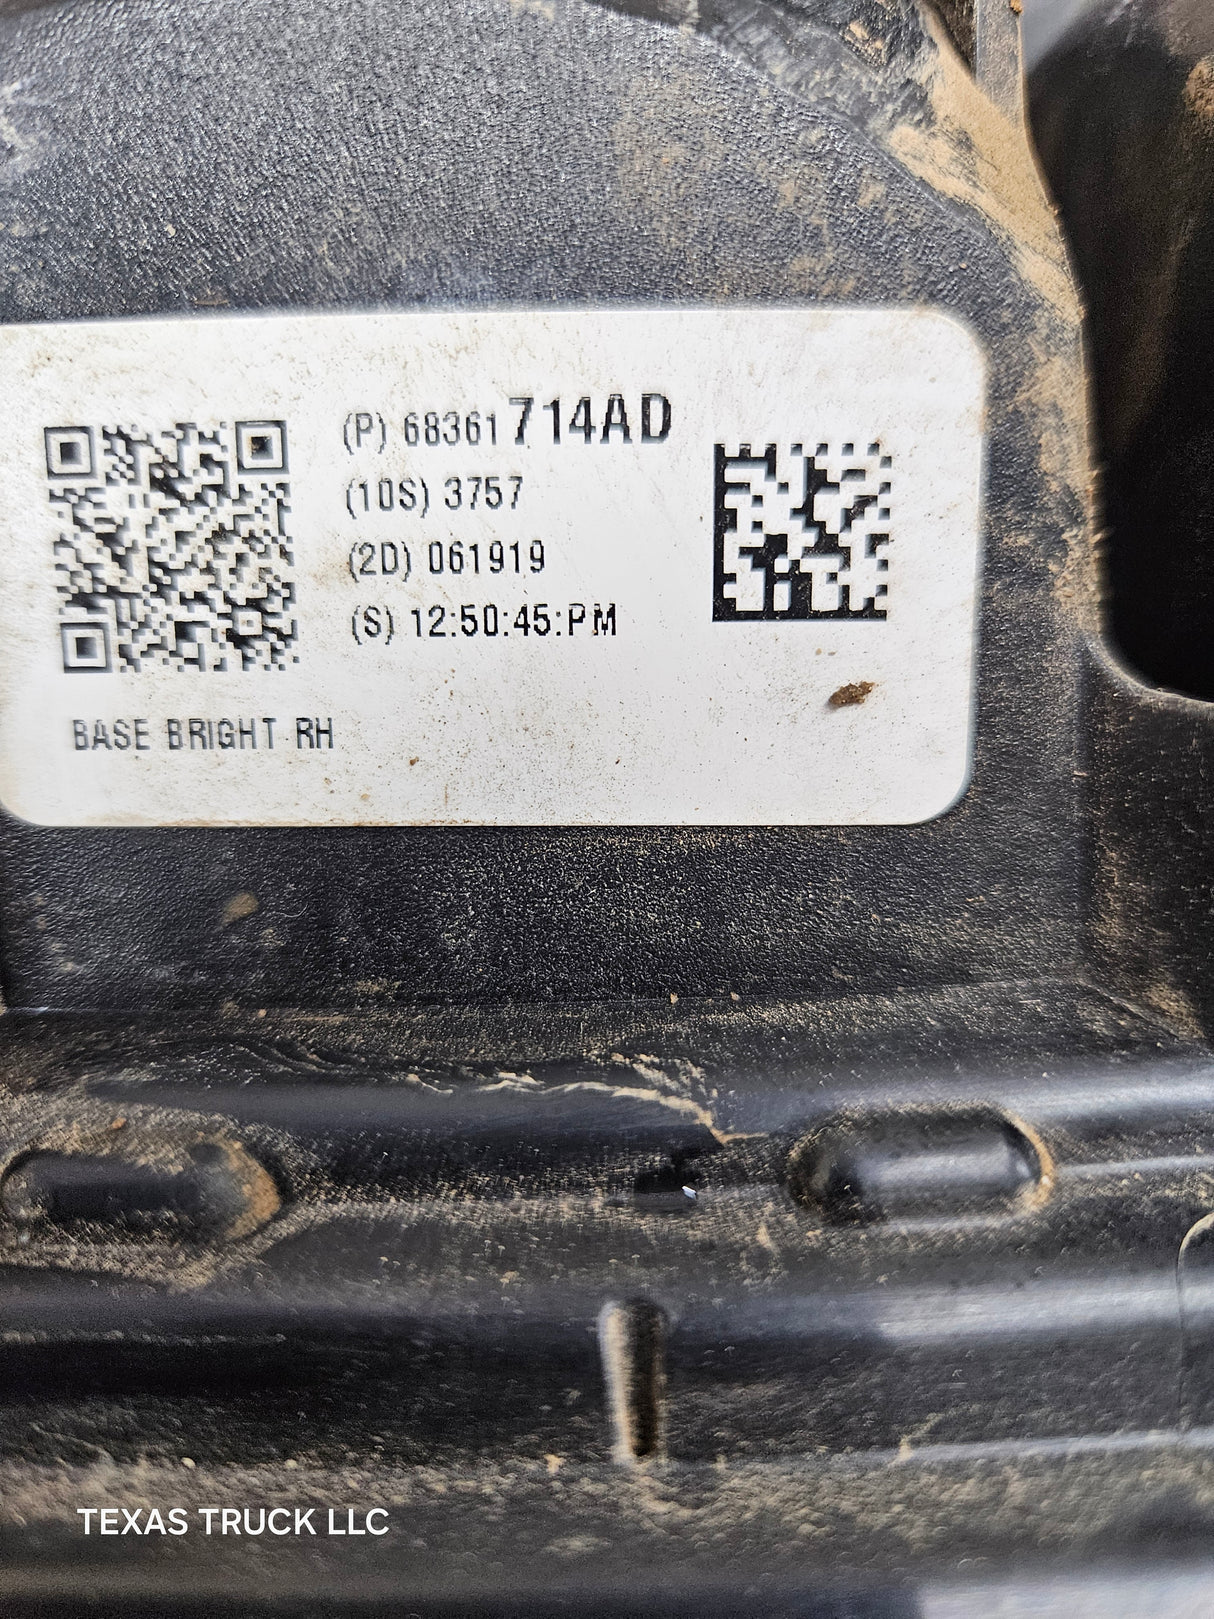 (P) 68361714AD
(10S) 3757
(2D) 061919
(S) 12:50:45:PM
BASE BRIGHT RH
TEXAS TRUCK LLC